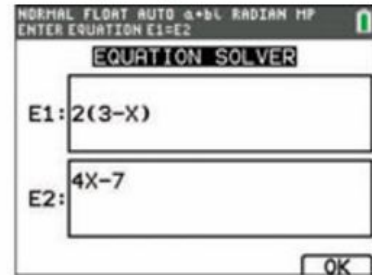 NORMAL FLOAT AUTO a+bi RADIAN MP
ENTER EQUATION E1=E2
EQUATION SOLVER
E1: 2(3-X)
E2: 4X-7
OK